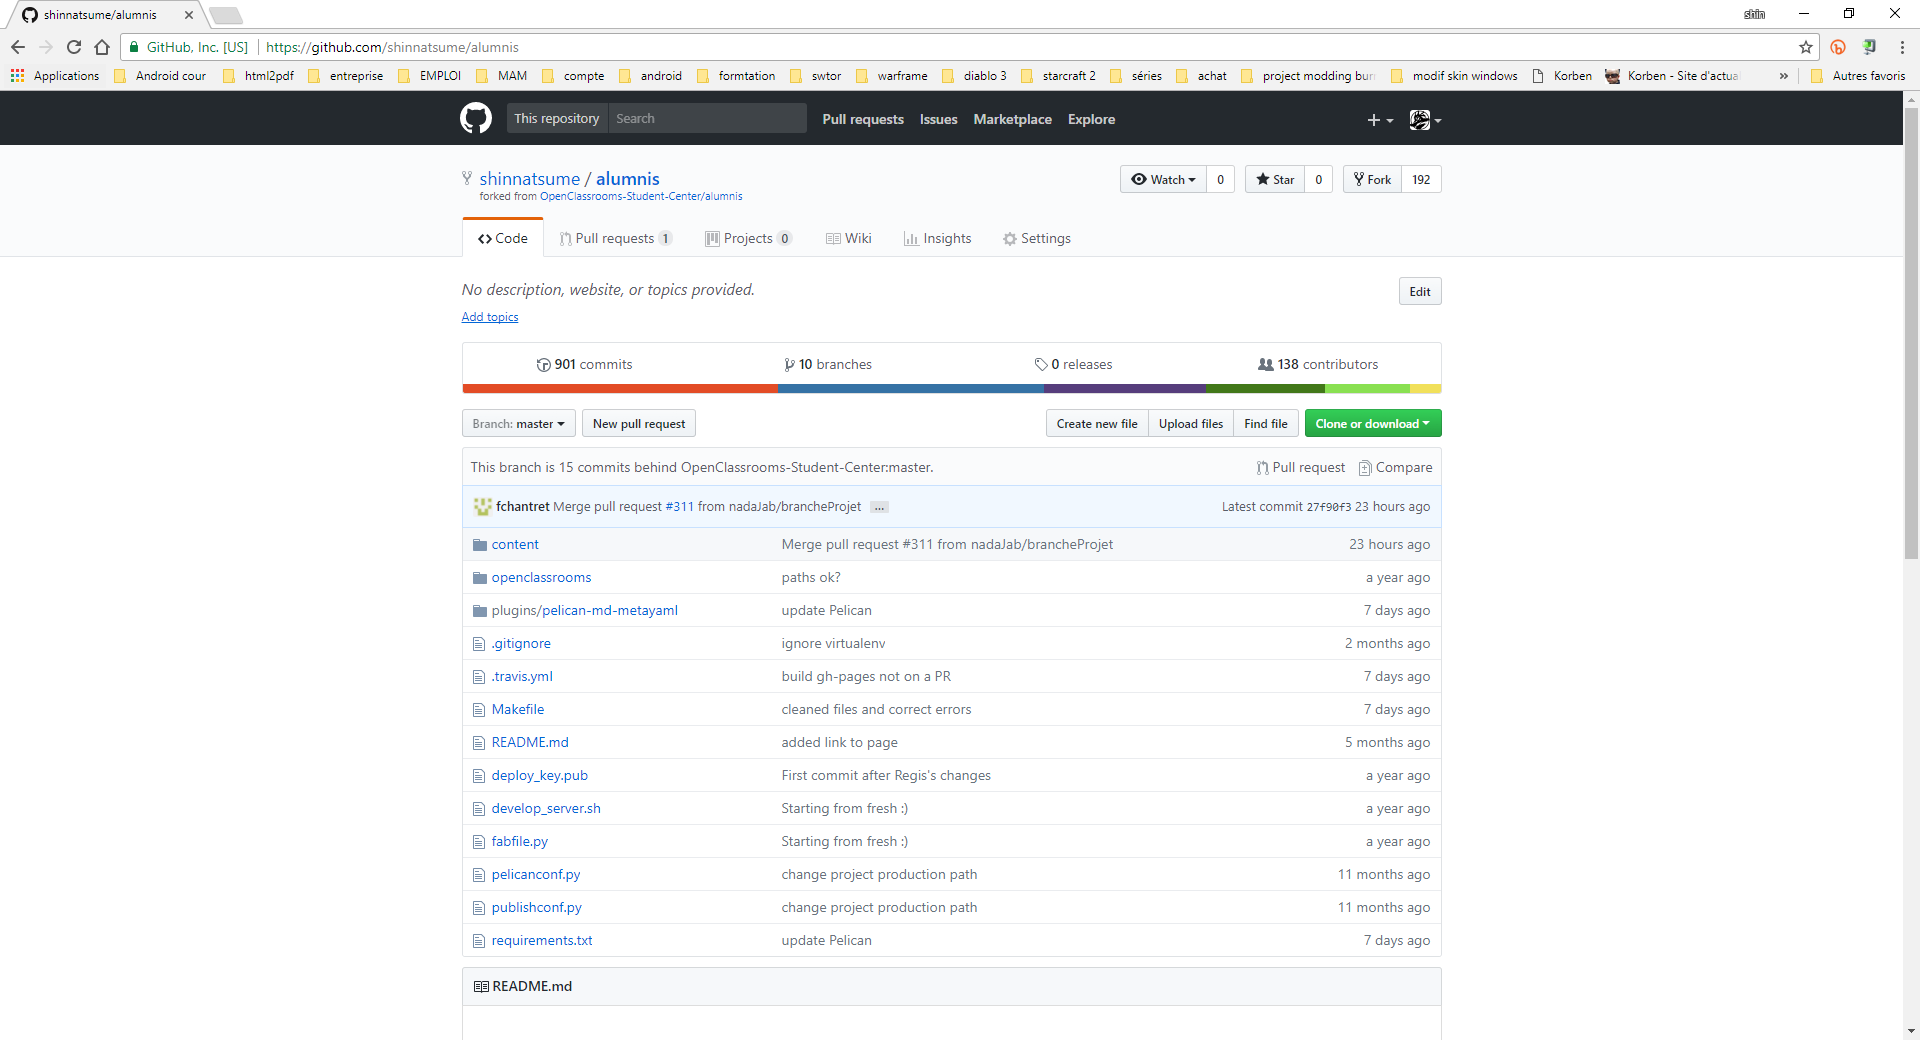 shinnatsume/alumnis
shin
GitHub, Inc. [US] https://github.com/shinnatsume/alumnis
Applications Android cour html2pdf entreprise EMPLOI MAM compte android formtation swtor warframe diablo 3 starcraft 2 séries achat project modding bur modif skin windows Korben Korben - Site d'actua » Autres favoris
This repository Search Pull requests Issues Marketplace Explore
shinnatsume / alumnis Watch 0 Star 0 Fork 192
forked from OpenClassrooms-Student-Center/alumnis
Code Pull requests 1 Projects 0 Wiki Insights Settings
No description, website, or topics provided. Edit
Add topics
901 commits 10 branches 0 releases 138 contributors
Branch: master New pull request Create new file Upload files Find file Clone or download
This branch is 15 commits behind OpenClassrooms-Student-Center:master. Pull request Compare
fchantret Merge pull request #311 from nadaJab/brancheProjet ... Latest commit 27f90f3 23 hours ago
content Merge pull request #311 from nadaJab/brancheProjet 23 hours ago
openclassrooms paths ok? a year ago
plugins/pelican-md-metayaml update Pelican 7 days ago
.gitignore ignore virtualenv 2 months ago
.travis.yml build gh-pages not on a PR 7 days ago
Makefile cleaned files and correct errors 7 days ago
README.md added link to page 5 months ago
deploy_key.pub First commit after Regis's changes a year ago
develop_server.sh Starting from fresh :) a year ago
fabfile.py Starting from fresh :) a year ago
pelicanconf.py change project production path 11 months ago
publishconf.py change project production path 11 months ago
requirements.txt update Pelican 7 days ago
README.md